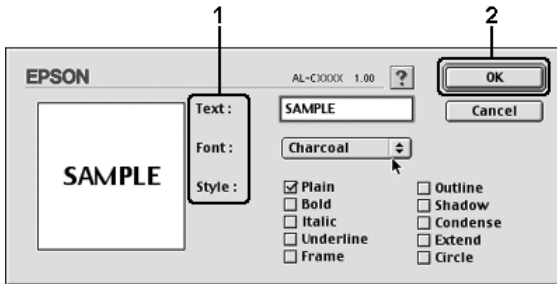 1 2
EPSON AL-CXXXX 1.00 ? OK
Text : SAMPLE Cancel
Font : Charcoal
SAMPLE
Style : Plain Outline
Bold Shadow
Italic Condense
Underline Extend
Frame Circle